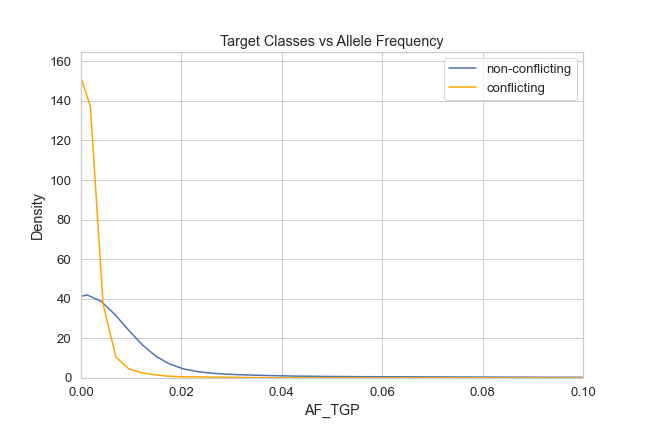 Target Classes vs Allele Frequency
non-conflicting
conflicting
Density
160
140
120
100
80
60
40
20
0
0.00 0.02 0.04 0.06 0.08 0.10
AF_TGP